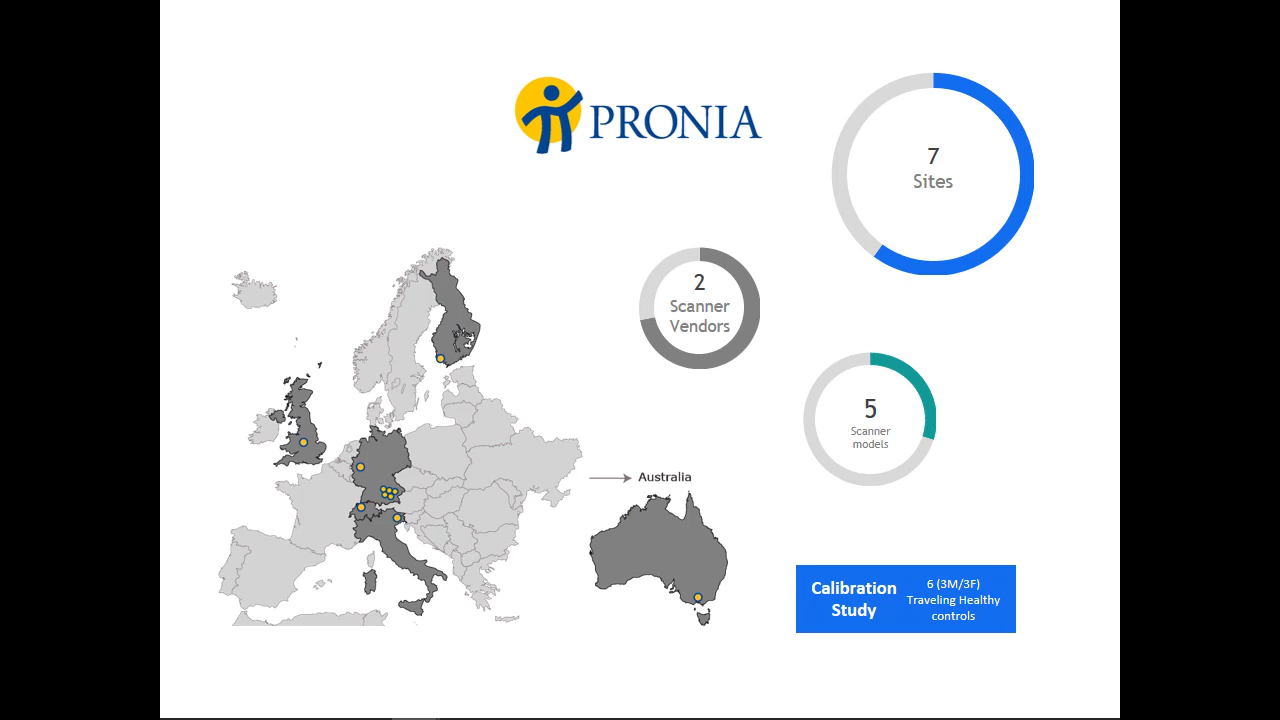 PRONIA
7
Sites
2
Scanner
Vendors
5
Scanner
models
Australia
Calibration
Study
6 (3M/3F)
Traveling Healthy
controls